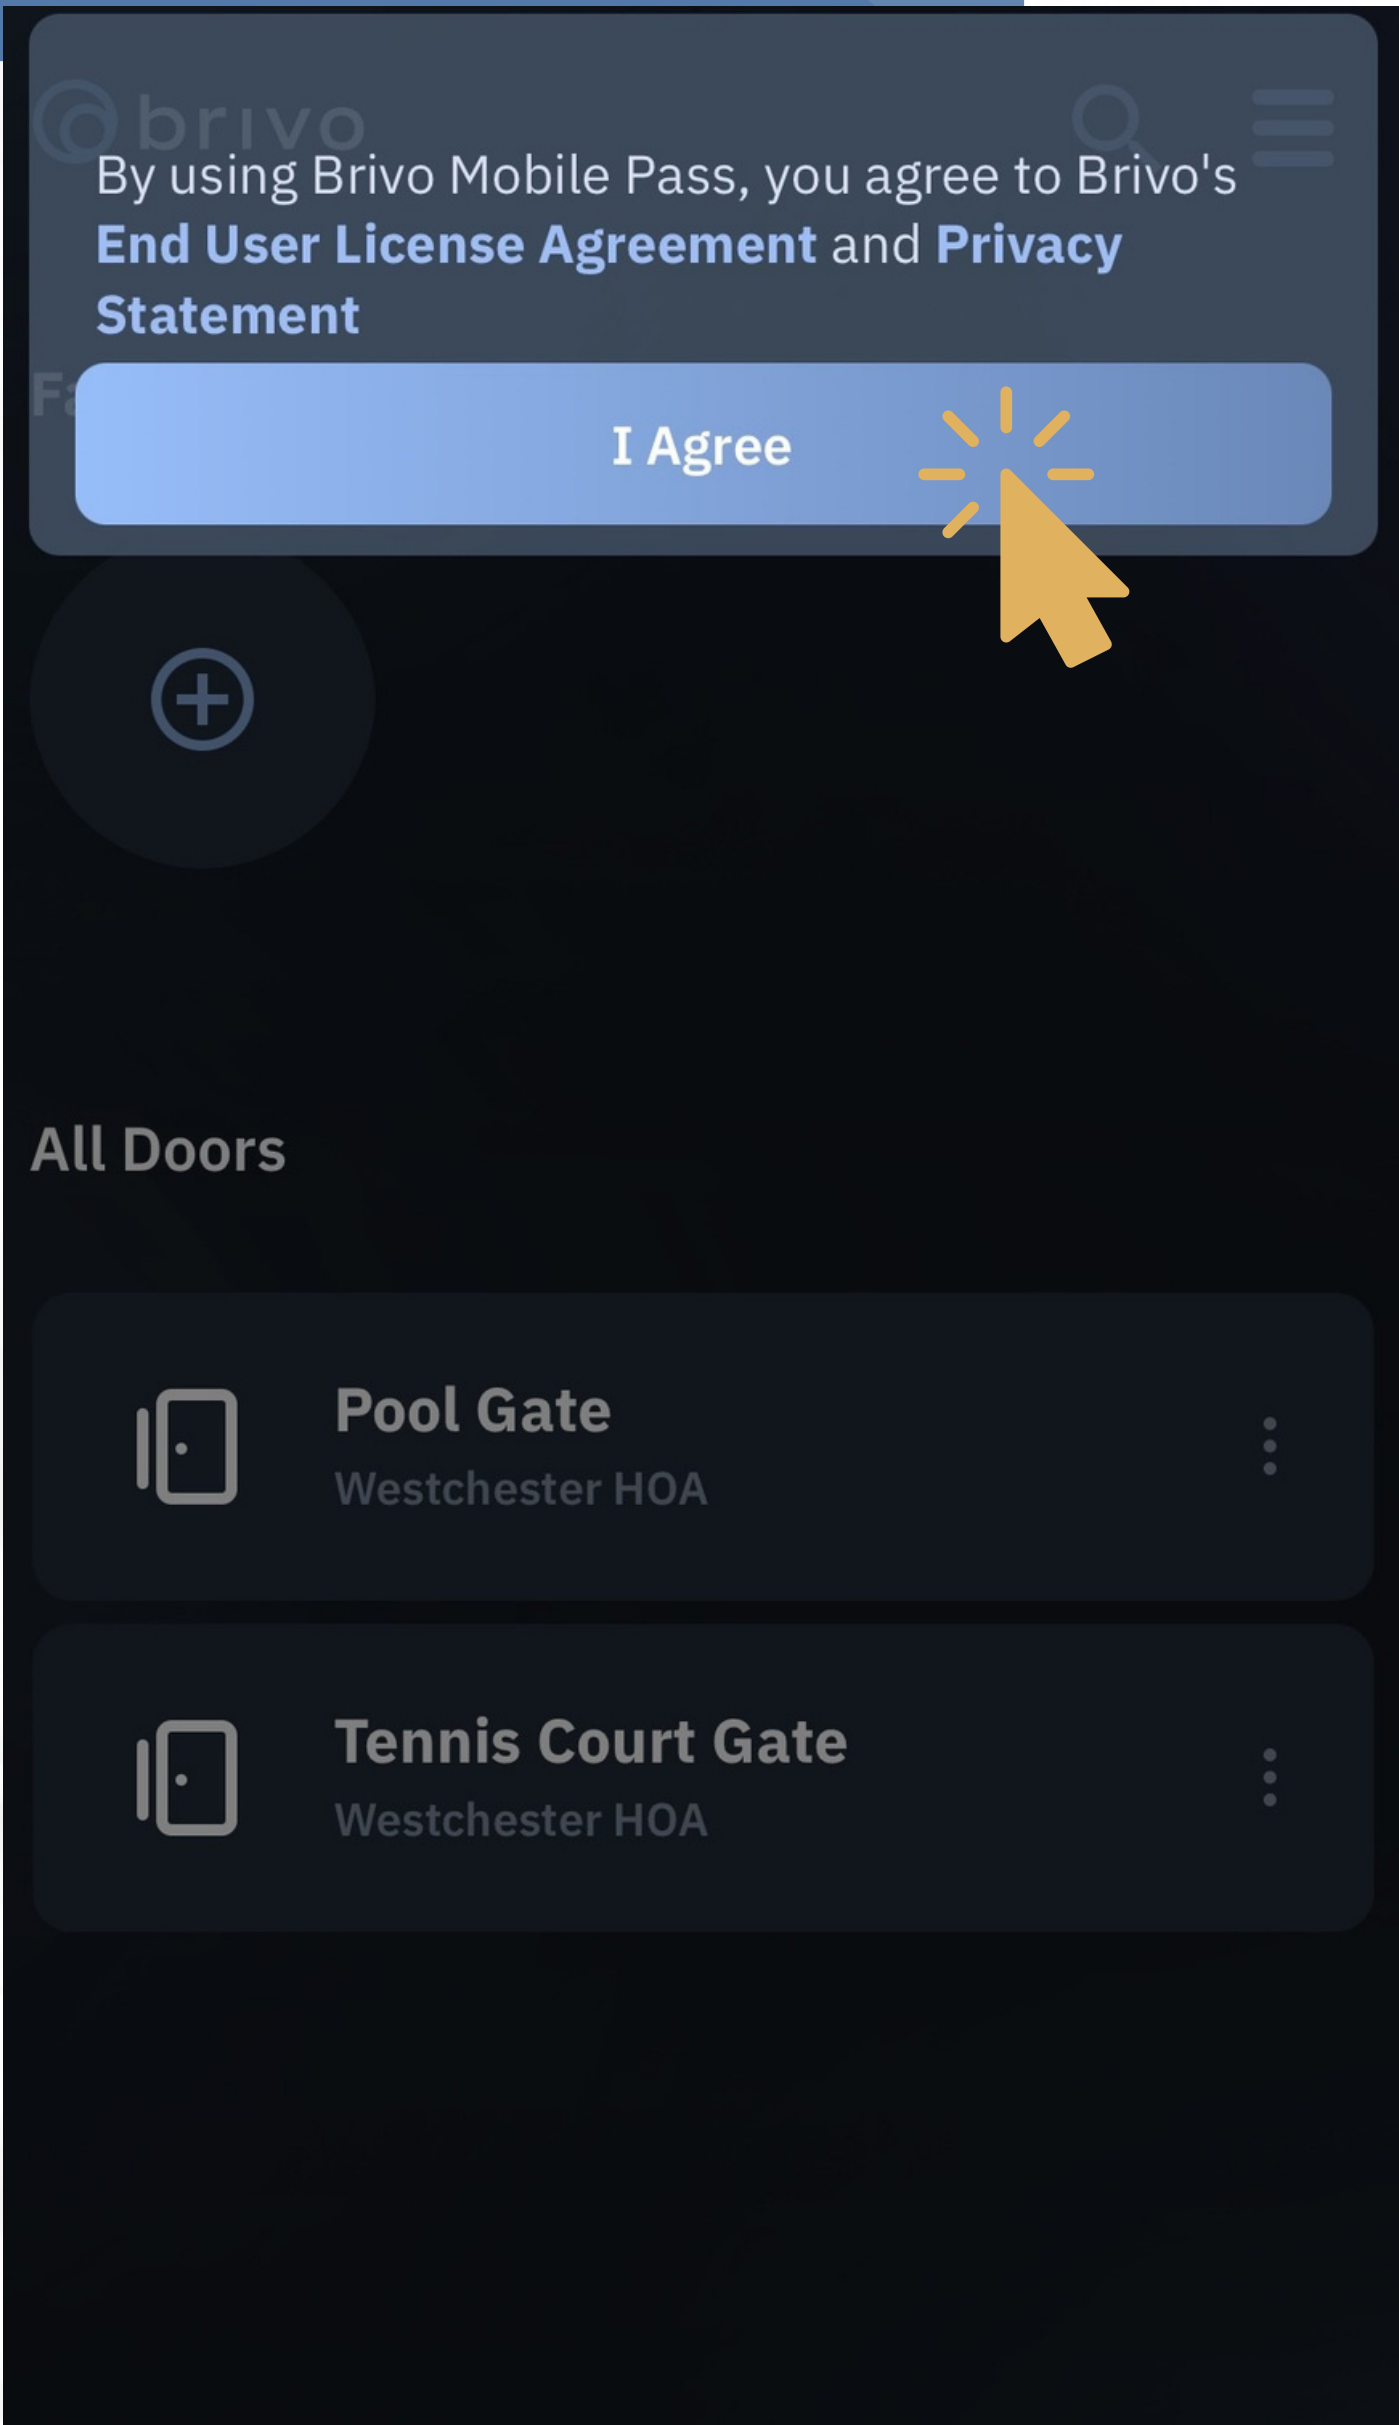 brivo
By using Brivo Mobile Pass, you agree to Brivo's
End User License Agreement and Privacy
Statement
I Agree
All Doors
Pool Gate
Westchester HOA
Tennis Court Gate
Westchester HOA